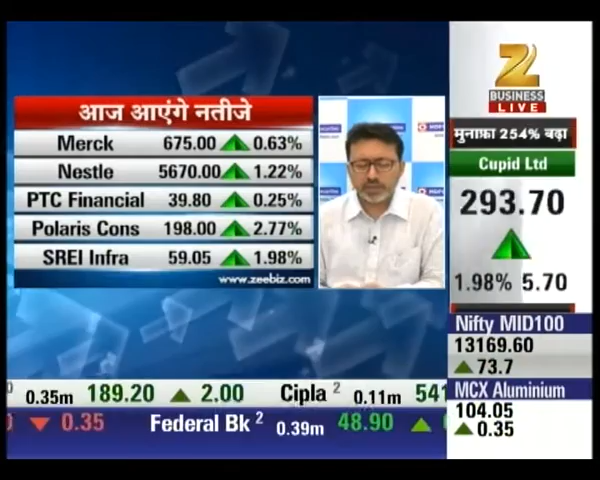 आज आएंगे नतीजे
Merck 675.00 0.63%
Nestle 5670.00 1.22%
PTC Financial 39.80 0.25%
Polaris Cons 198.00 2.77%
SREI Infra 59.05 1.98%
www.zeebiz.com
Z
BUSINESS
LIVE
मुनाफ़ा 254% बढ़ा
Cupid Ltd
293.70
1.98% 5.70
Nifty MID100
13169.60
73.7
MCX Aluminium
104.05
0.35
0.35m 189.20 2.00 Cipla 2 0.11m 541
0.35 Federal Bk 2 0.39m 48.90